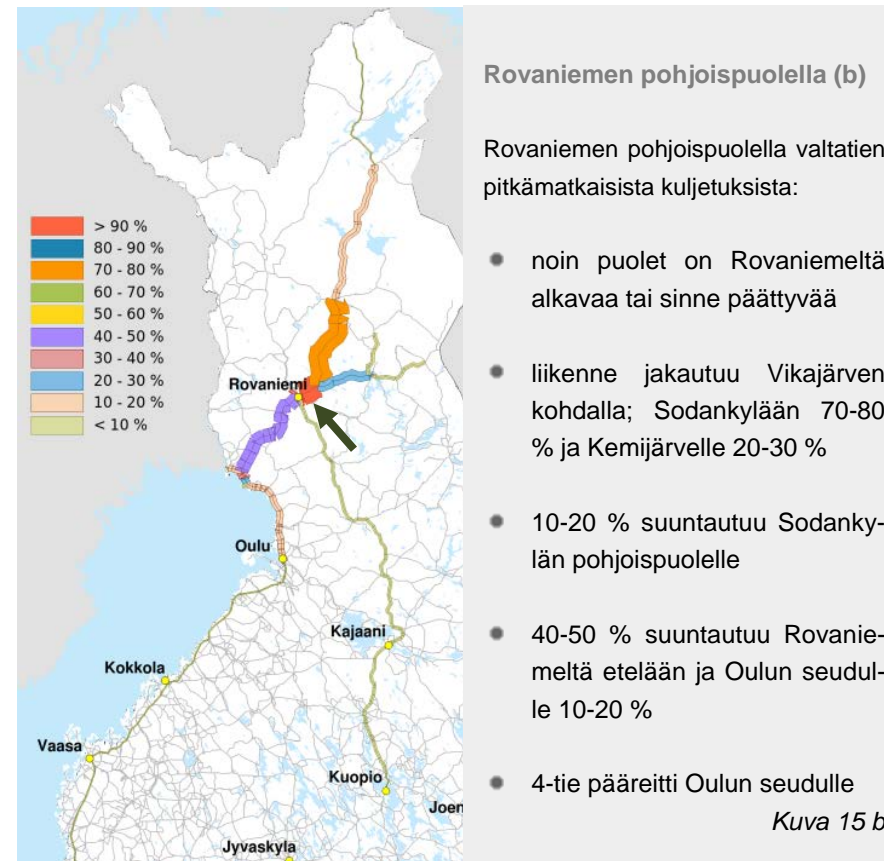 > 90 %
80 - 90 %
70 - 80 %
60 - 70 %
50 - 60 %
40 - 50 %
30 - 40 %
20 - 30 %
10 - 20 %
< 10 %
Rovaniemi
Oulu
Kajaani
Kokkola
Vaasa
Kuopio
Joen
Jyvaskyla
Rovaniemen pohjoispuolella (b)
Rovaniemen pohjoispuolella valtatien
pitkämatkaisista kuljetuksista:
noin puolet on Rovaniemeltä
alkavaa tai sinne päättyvää
liikenne jakautuu Vikajärven
kohdalla; Sodankylään 70-80
% ja Kemijärvelle 20-30 %
10-20 % suuntautuu Sodanky-
län pohjoispuolelle
40-50 % suuntautuu Rovanie-
meltä etelään ja Oulun seudul-
le 10-20 %
4-tie pääreitti Oulun seudulle
Kuva 15 b